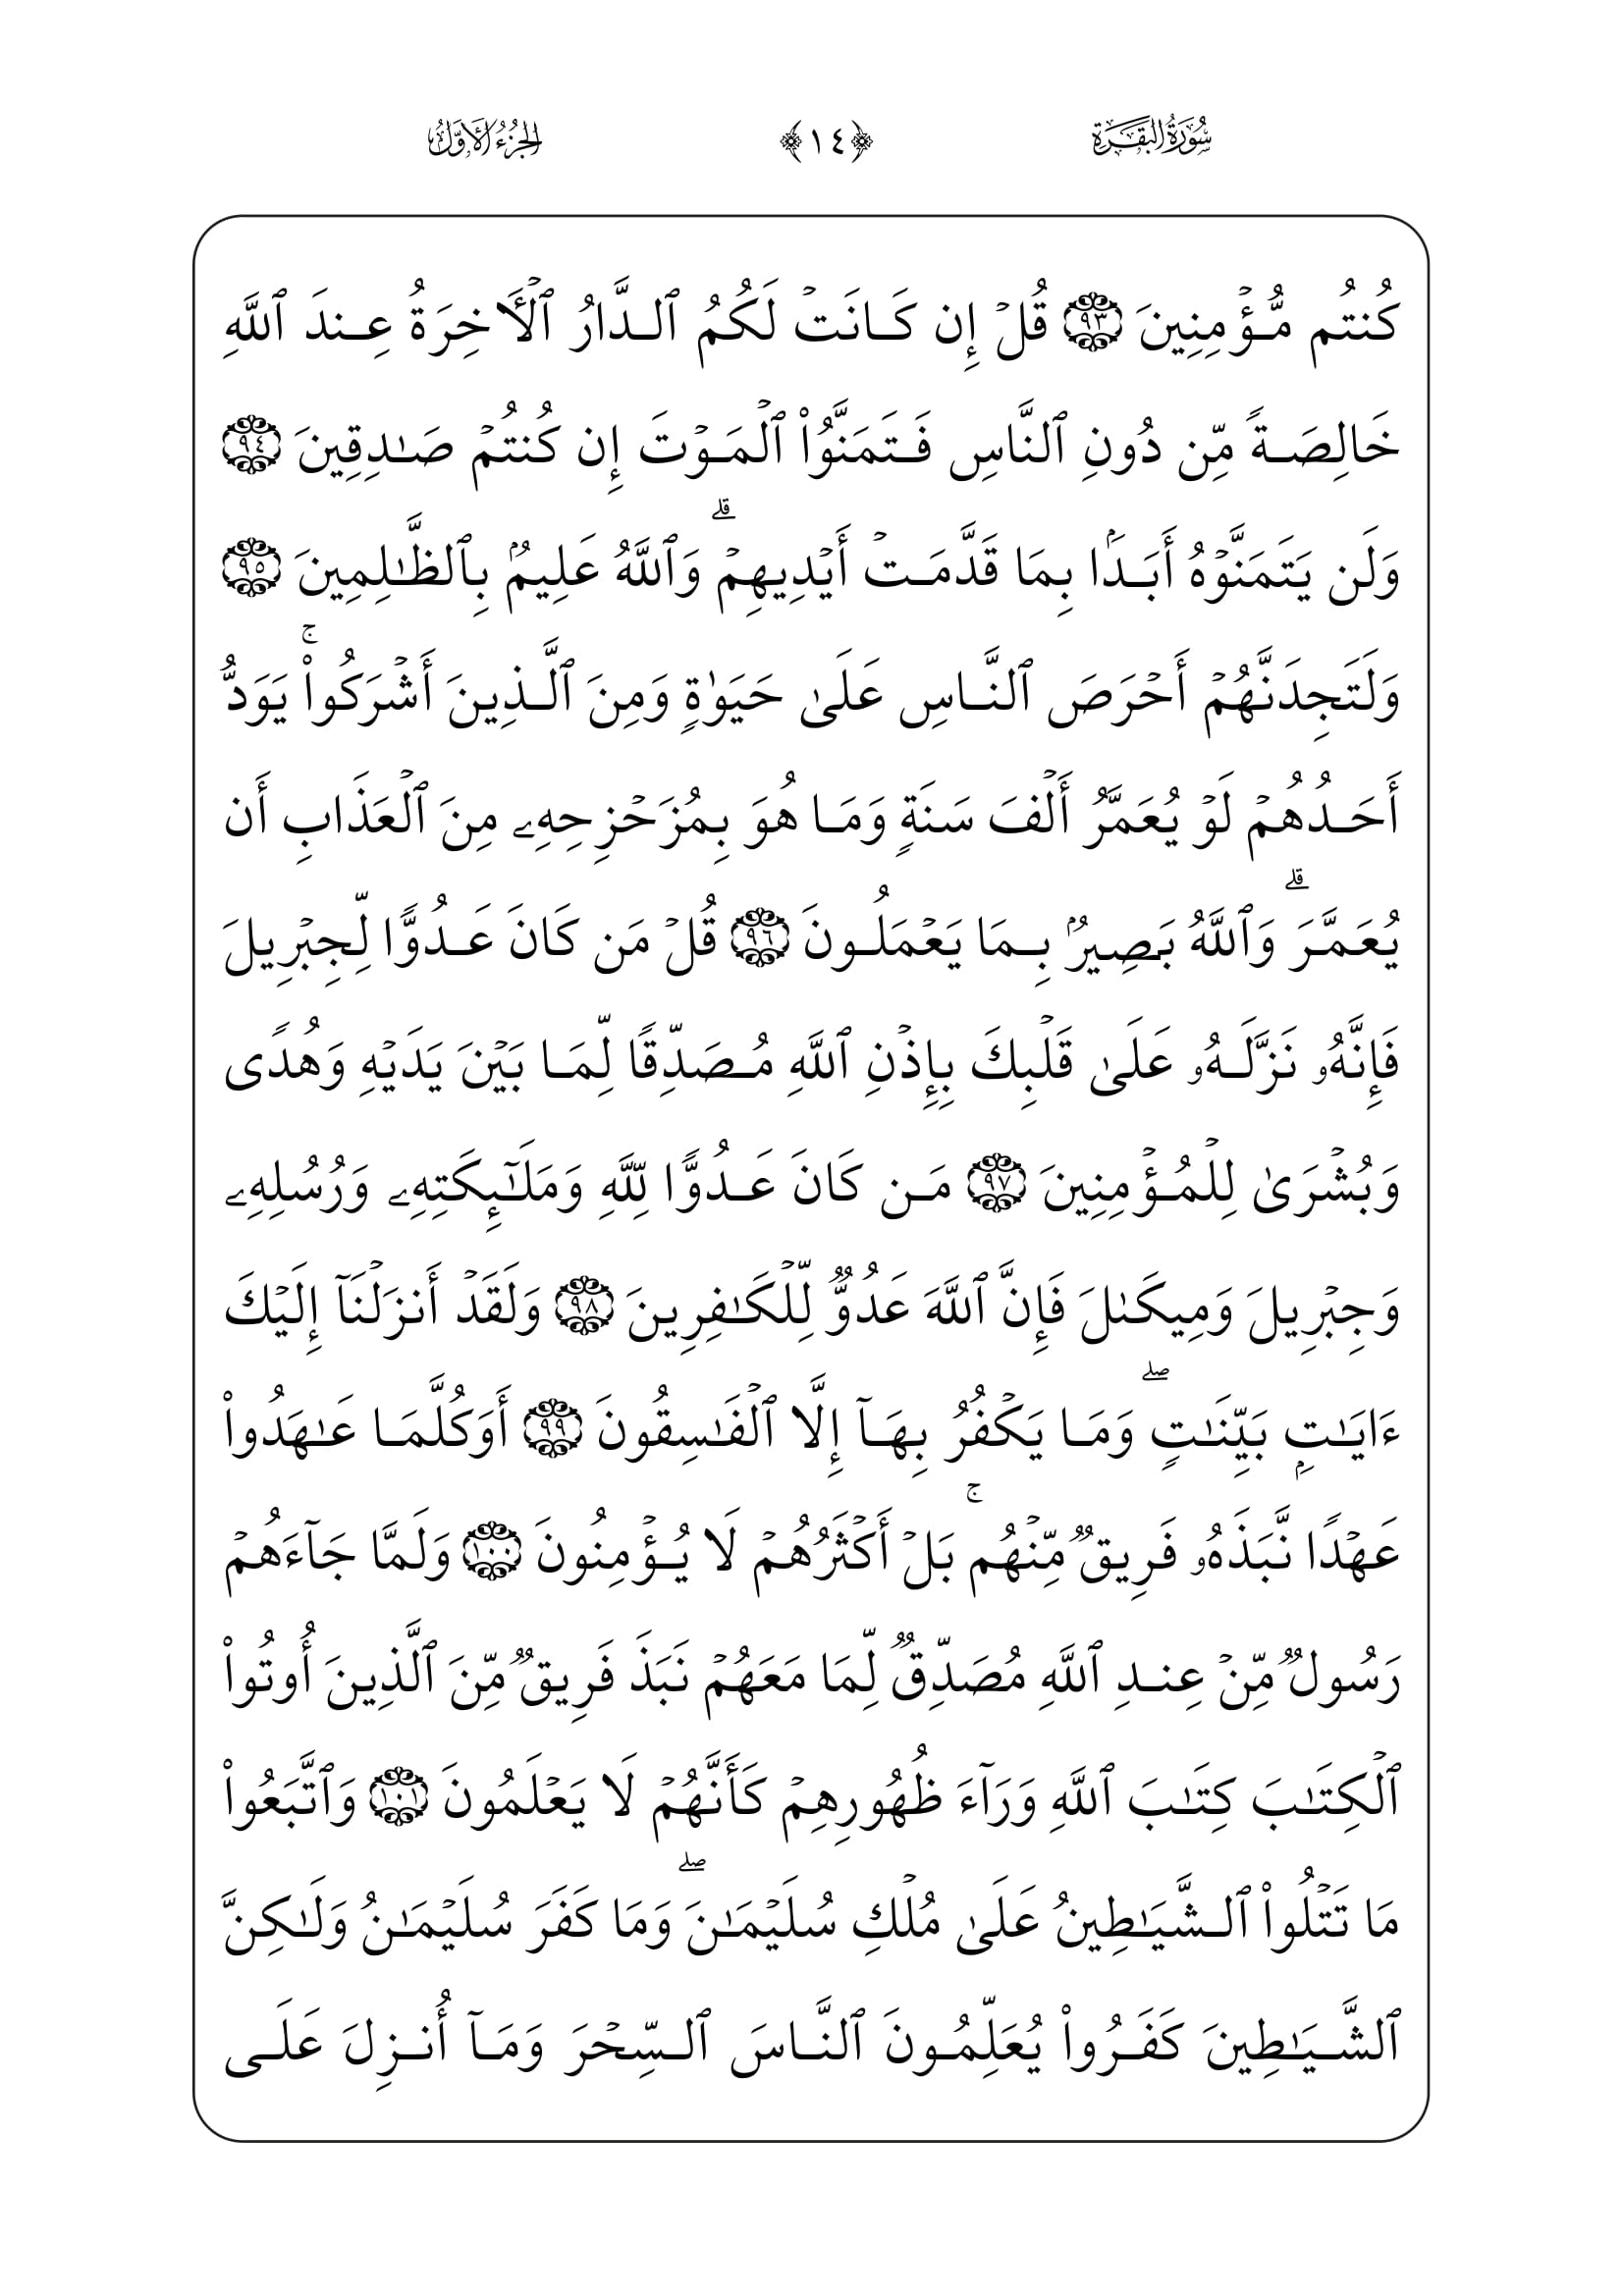 سُورَةُ البَقَرَةِ ﴿١٤﴾ الجُزْءُ الأَوَّلُ
كُنتُم مُّؤۡمِنِينَ ٩٣ قُلۡ إِن كَانَتۡ لَكُمُ ٱلدَّارُ ٱلۡأٓخِرَةُ عِندَ ٱللَّهِ
خَالِصَةٗ مِّن دُونِ ٱلنَّاسِ فَتَمَنَّوُاْ ٱلۡمَوۡتَ إِن كُنتُمۡ صَٰدِقِينَ ٩٤
وَلَن يَتَمَنَّوۡهُ أَبَدَۢا بِمَا قَدَّمَتۡ أَيۡدِيهِمۡۗ وَٱللَّهُ عَلِيمُۢ بِٱلظَّٰلِمِينَ ٩٥
وَلَتَجِدَنَّهُمۡ أَحۡرَصَ ٱلنَّاسِ عَلَىٰ حَيَوٰةٖ وَمِنَ ٱلَّذِينَ أَشۡرَكُواْۚ يَوَدُّ
أَحَدُهُمۡ لَوۡ يُعَمَّرُ أَلۡفَ سَنَةٖ وَمَا هُوَ بِمُزَحۡزِحِهِۦ مِنَ ٱلۡعَذَابِ أَن
يُعَمَّرَۗ وَٱللَّهُ بَصِيرُۢ بِمَا يَعۡمَلُونَ ٩٦ قُلۡ مَن كَانَ عَدُوّٗا لِّجِبۡرِيلَ
فَإِنَّهُۥ نَزَّلَهُۥ عَلَىٰ قَلۡبِكَ بِإِذۡنِ ٱللَّهِ مُصَدِّقٗا لِّمَا بَيۡنَ يَدَيۡهِ وَهُدٗى
وَبُشۡرَىٰ لِلۡمُؤۡمِنِينَ ٩٧ مَن كَانَ عَدُوّٗا لِّلَّهِ وَمَلَٰٓئِكَتِهِۦ وَرُسُلِهِۦ
وَجِبۡرِيلَ وَمِيكَىٰلَ فَإِنَّ ٱللَّهَ عَدُوّٞ لِّلۡكَٰفِرِينَ ٩٨ وَلَقَدۡ أَنزَلۡنَآ إِلَيۡكَ
ءَايَٰتِۭ بَيِّنَٰتٖۖ وَمَا يَكۡفُرُ بِهَآ إِلَّا ٱلۡفَٰسِقُونَ ٩٩ أَوَكُلَّمَا عَٰهَدُواْ
عَهۡدٗا نَّبَذَهُۥ فَرِيقٞ مِّنۡهُمۚ بَلۡ أَكۡثَرُهُمۡ لَا يُؤۡمِنُونَ ١٠٠ وَلَمَّا جَآءَهُمۡ
رَسُولٞ مِّنۡ عِندِ ٱللَّهِ مُصَدِّقٞ لِّمَا مَعَهُمۡ نَبَذَ فَرِيقٞ مِّنَ ٱلَّذِينَ أُوتُواْ
ٱلۡكِتَٰبَ كِتَٰبَ ٱللَّهِ وَرَآءَ ظُهُورِهِمۡ كَأَنَّهُمۡ لَا يَعۡلَمُونَ ١٠١ وَٱتَّبَعُواْ
مَا تَتۡلُواْ ٱلشَّيَٰطِينُ عَلَىٰ مُلۡكِ سُلَيۡمَٰنَۖ وَمَا كَفَرَ سُلَيۡمَٰنُ وَلَٰكِنَّ
ٱلشَّيَٰطِينَ كَفَرُواْ يُعَلِّمُونَ ٱلنَّاسَ ٱلسِّحۡرَ وَمَآ أُنزِلَ عَلَى